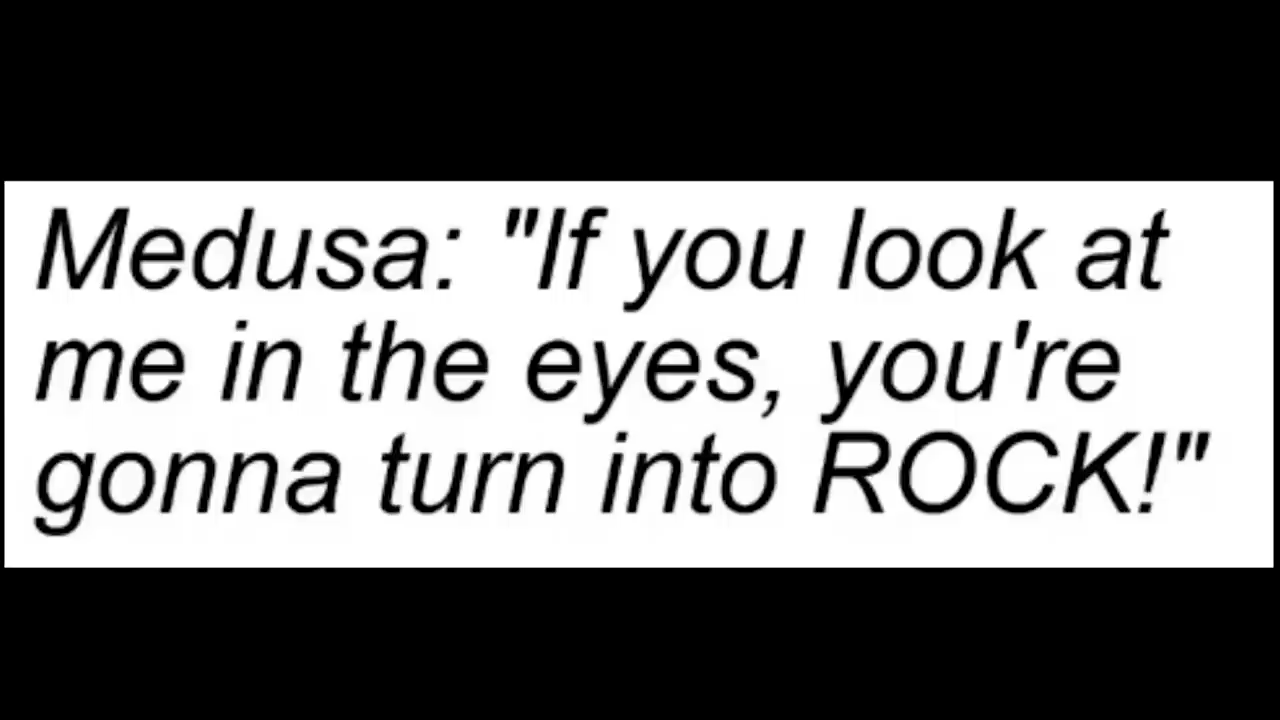 Medusa: "If you look at
me in the eyes, you're
gonna turn into ROCK!"